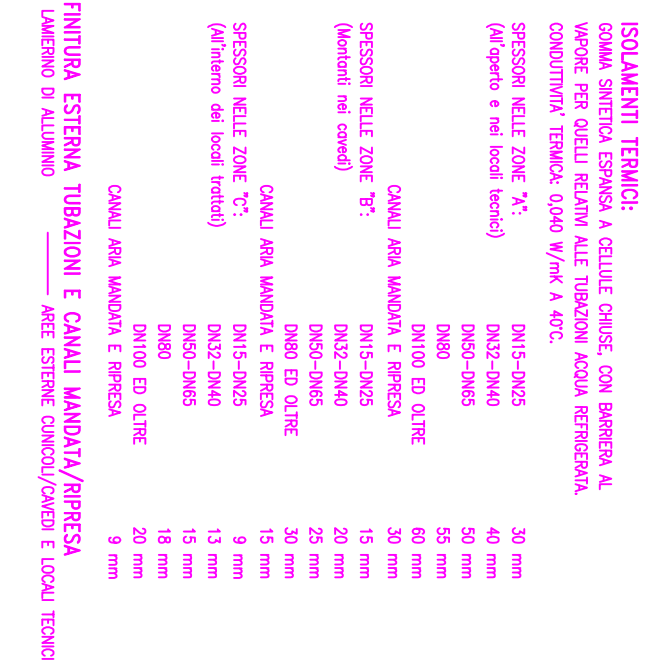 ISOLAMENTI TERMICI:
GOMMA SINTETICA ESPANSA A CELLULE CHIUSE, CON BARRIERA AL
VAPORE PER QUELLI RELATIVI ALLE TUBAZIONI ACQUA REFRIGERATA.
CONDUTTIVITA' TERMICA: 0,040 W/mK A 40°C.
SPESSORI NELLE ZONE "A": DN15-DN25 30 mm
(All'aperto e nei locali tecnici) DN32-DN40 40 mm
DN50-DN65 50 mm
DN80 55 mm
DN100 ED OLTRE 60 mm
CANALI ARIA MANDATA E RIPRESA 30 mm
SPESSORI NELLE ZONE "B": DN15-DN25 15 mm
(Montanti nei cavedi) DN32-DN40 20 mm
DN50-DN65 25 mm
DN80 ED OLTRE 30 mm
CANALI ARIA MANDATA E RIPRESA 15 mm
SPESSORI NELLE ZONE "C": DN15-DN25 9 mm
(All'interno dei locali trattati) DN32-DN40 13 mm
DN50-DN65 15 mm
DN80 18 mm
DN100 ED OLTRE 20 mm
CANALI ARIA MANDATA E RIPRESA 9 mm
FINITURA ESTERNA TUBAZIONI E CANALI MANDATA/RIPRESA
LAMIERINO DI ALLUMINIO AREE ESTERNE CUNICOLI/CAVEDI E LOCALI TECNICI